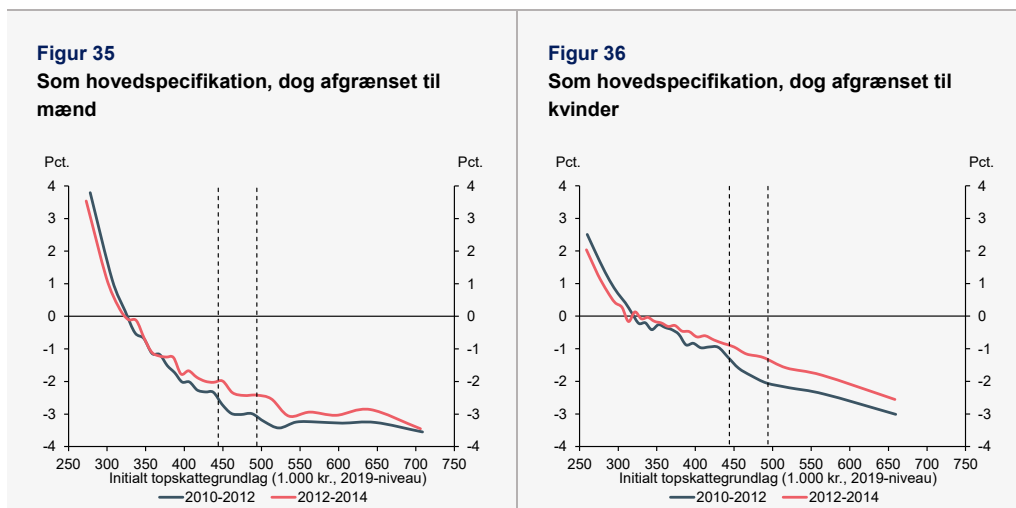 Figur 35
Som hovedspecifikation, dog afgrænset til
mænd
Pct.
Pct.
4
3
2
1
0
-1
-2
-3
-4
4
3
2
1
0
-1
-2
-3
-4
250 300 350 400 450 500 550 600 650 700 750
Initialt topskattegrundlag (1.000 kr., 2019-niveau)
2010-2012 2012-2014
Figur 36
Som hovedspecifikation, dog afgrænset til
kvinder
Pct.
Pct.
4
3
2
1
0
-1
-2
-3
-4
4
3
2
1
0
-1
-2
-3
-4
250 300 350 400 450 500 550 600 650 700 750
Initialt topskattegrundlag (1.000 kr., 2019-niveau)
2010-2012 2012-2014